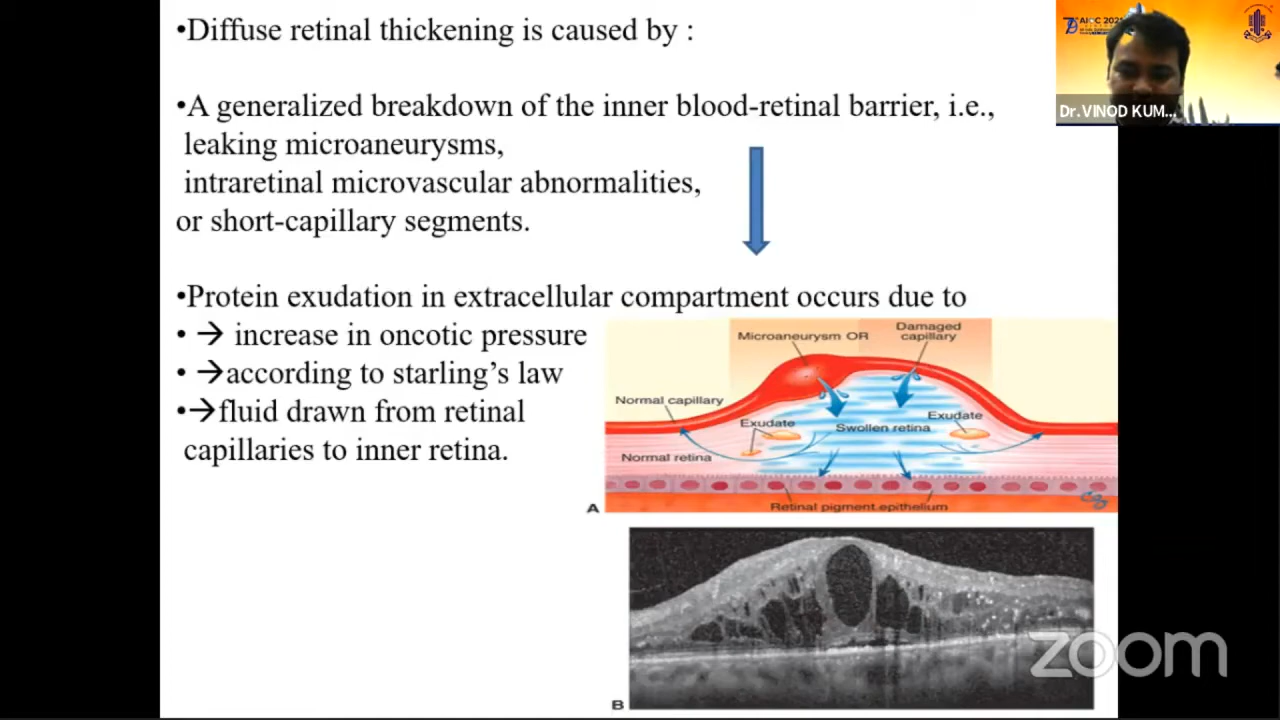 •Diffuse retinal thickening is caused by :
•A generalized breakdown of the inner blood-retinal barrier, i.e.,
leaking microaneurysms,
intraretinal microvascular abnormalities,
or short-capillary segments.
•Protein exudation in extracellular compartment occurs due to
• → increase in oncotic pressure
• →according to starling's law
•→fluid drawn from retinal
capillaries to inner retina.
Microaneurysm OR
Damaged
capillary
Normal capillary
Exudate
Exudate
Swollen retina
Normal retina
Retinal pigment epithelium
A
B
Dr.VINOD KUM...
zoom